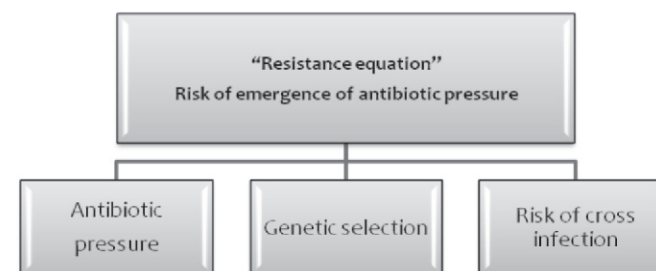 “Resistance equation”
Risk of emergence of antibiotic pressure
Antibiotic
pressure
Genetic selection
Risk of cross
infection